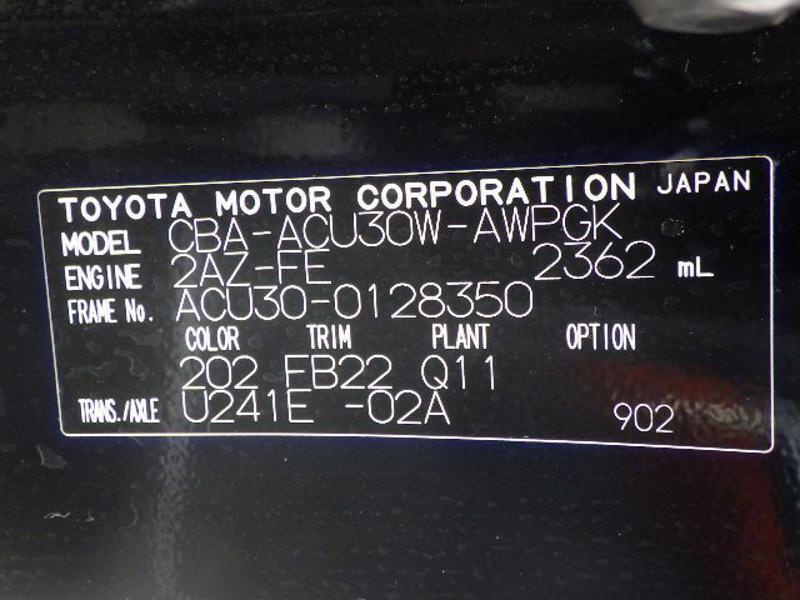 TOYOTA MOTOR CORPORATION JAPAN
MODEL CBA-ACU30W-AWPGK
ENGINE 2AZ-FE 2362 mL
FRAME No. ACU30-0128350
COLOR TRIM PLANT OPTION
202 FB22 Q11
TRANS./AXLE U241E -02A 902